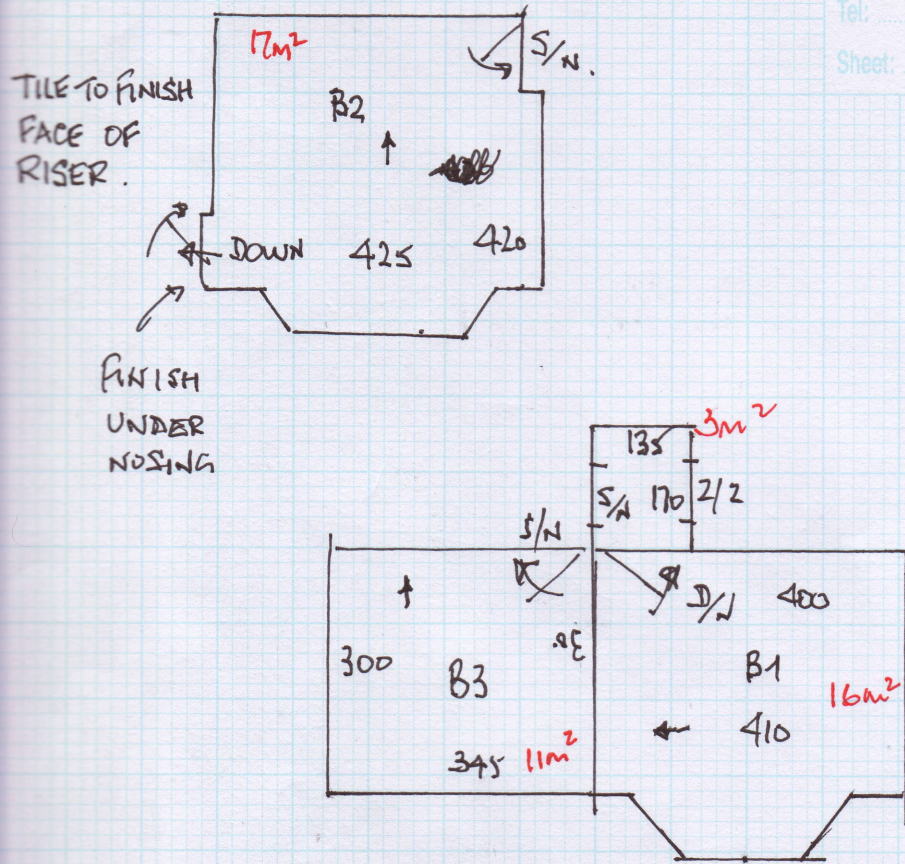 Tel:
Sheet:
17m²
S/N.
TILE TO FINISH
FACE OF
RISER.
B2
DOWN
425
420
FINISH
UNDER
NOSING
3m²
135
S/N
170
2/2
S/N
D/N
400
300
B3
B1
16m²
410
345
11m²